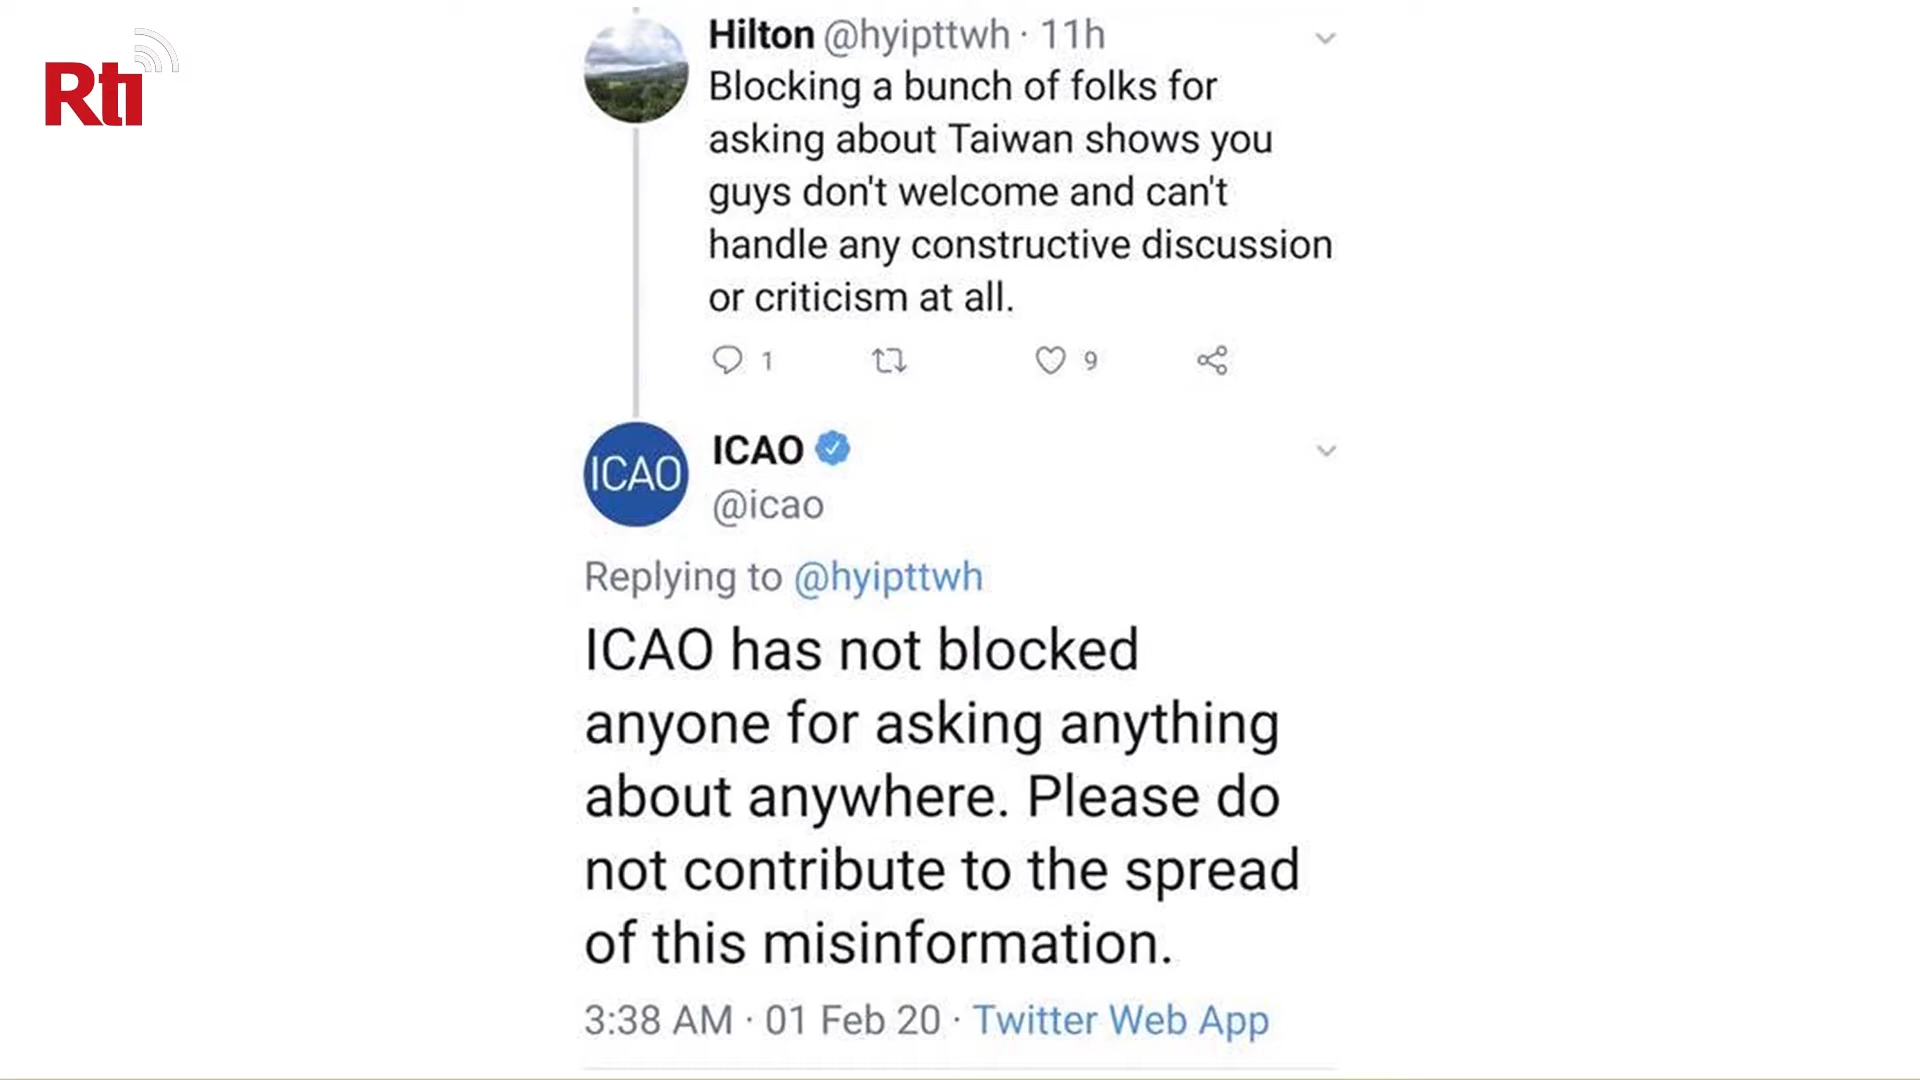 Rti
Hilton @hyipttwh · 11h
Blocking a bunch of folks for
asking about Taiwan shows you
guys don't welcome and can't
handle any constructive discussion
or criticism at all.
1 9
ICAO
ICAO
@icao
Replying to @hyipttwh
ICAO has not blocked
anyone for asking anything
about anywhere. Please do
not contribute to the spread
of this misinformation.
3:38 AM · 01 Feb 20 · Twitter Web App